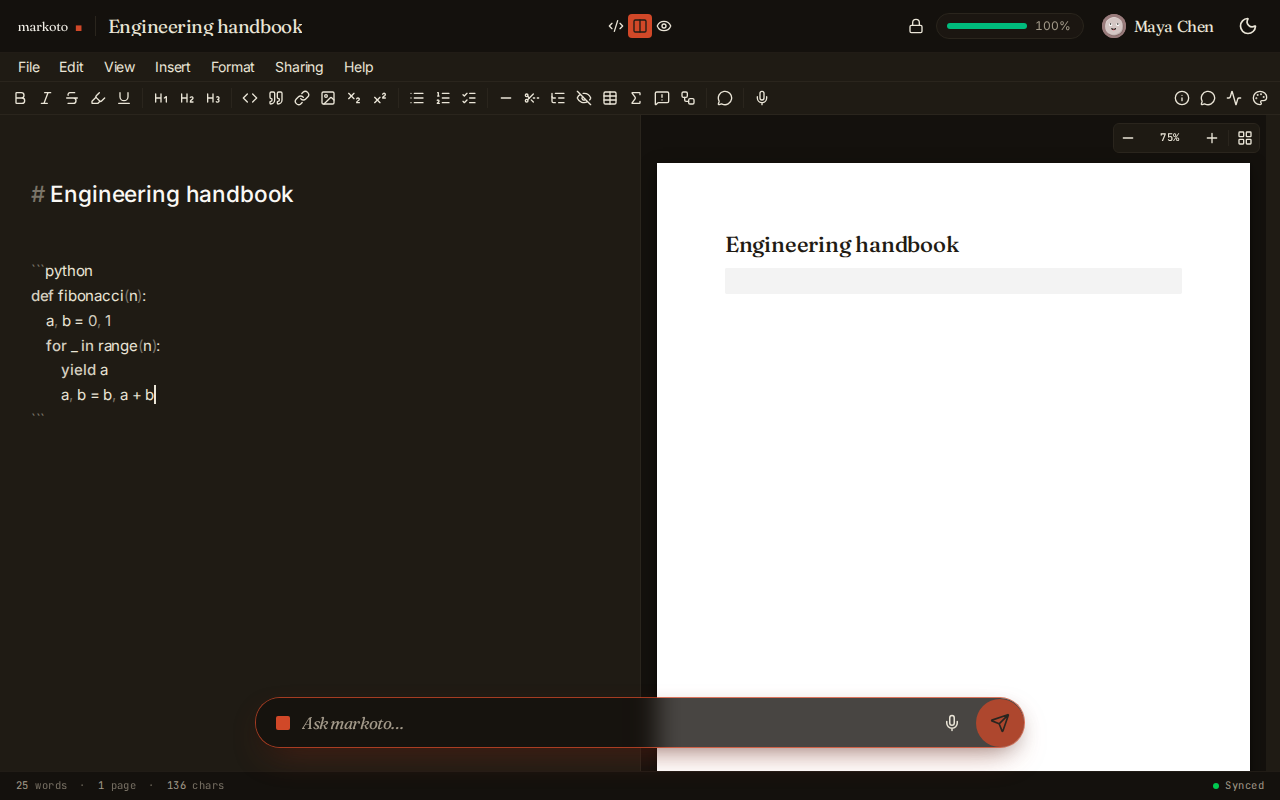 markoto
Engineering handbook
100%
Maya Chen
File Edit View Insert Format Sharing Help
H1 H2 H3
x2 x2
75%
# Engineering handbook
```python
def fibonacci(n):
    a, b = 0, 1
    for _ in range(n):
        yield a
        a, b = b, a + b
```
Engineering handbook
Ask markoto...
25 words · 1 page · 136 chars
Synced